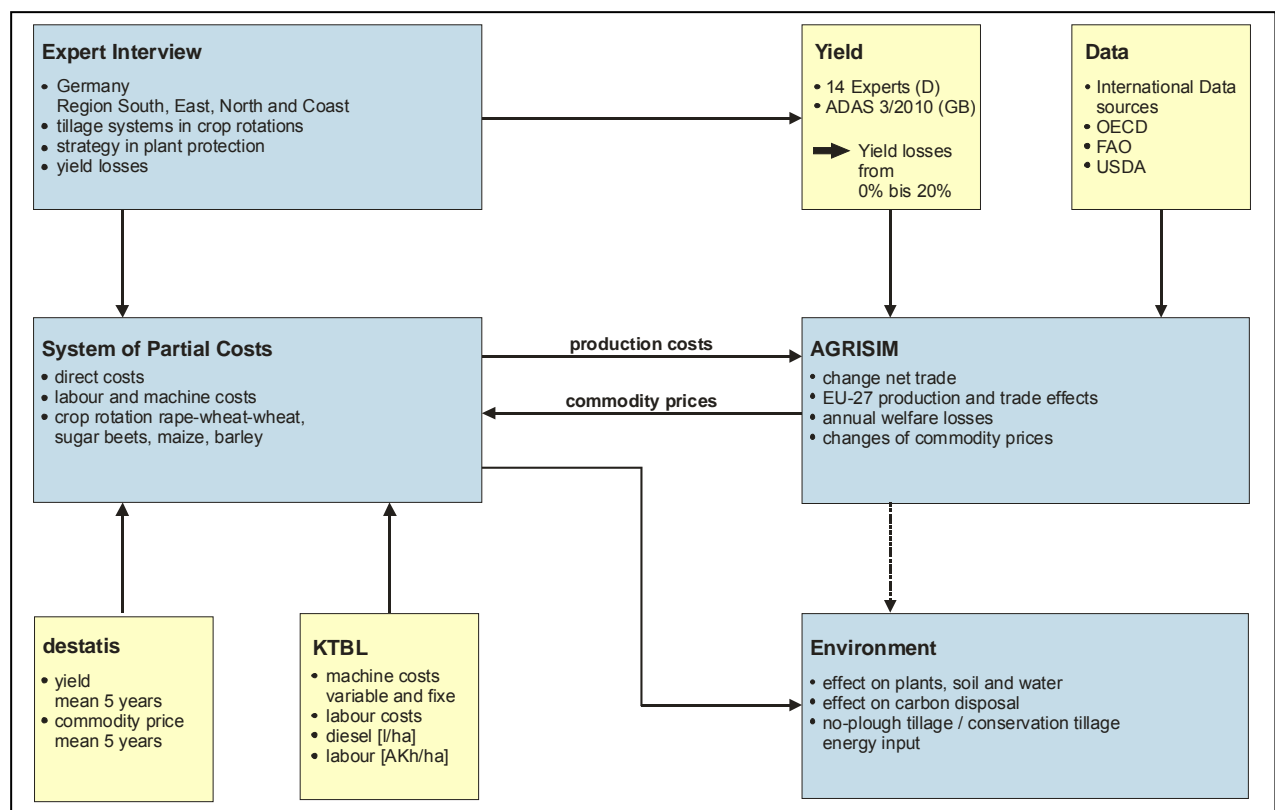 Expert Interview
• Germany
Region South, East, North and Coast
• tillage systems in crop rotations
• strategy in plant protection
• yield losses
Yield
• 14 Experts (D)
• ADAS 3/2010 (GB)
Yield losses
from
0% bis 20%
Data
• International Data
sources
• OECD
• FAO
• USDA
System of Partial Costs
• direct costs
• labour and machine costs
• crop rotation rape-wheat-wheat,
sugar beets, maize, barley
production costs
commodity prices
AGRISIM
• change net trade
• EU-27 production and trade effects
• annual welfare losses
• changes of commodity prices
destatis
• yield
mean 5 years
• commodity price
mean 5 years
KTBL
• machine costs
variable and fixe
• labour costs
• diesel [l/ha]
• labour [AKh/ha]
Environment
• effect on plants, soil and water
• effect on carbon disposal
• no-plough tillage / conservation tillage
energy input